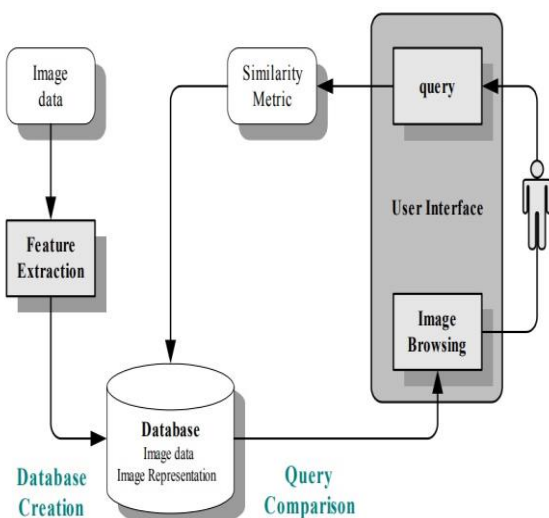 Image
data
Similarity
Metric
query
User Interface
Feature
Extraction
Image
Browsing
Database
Image data
Image Representation
Database
Creation
Query
Comparison